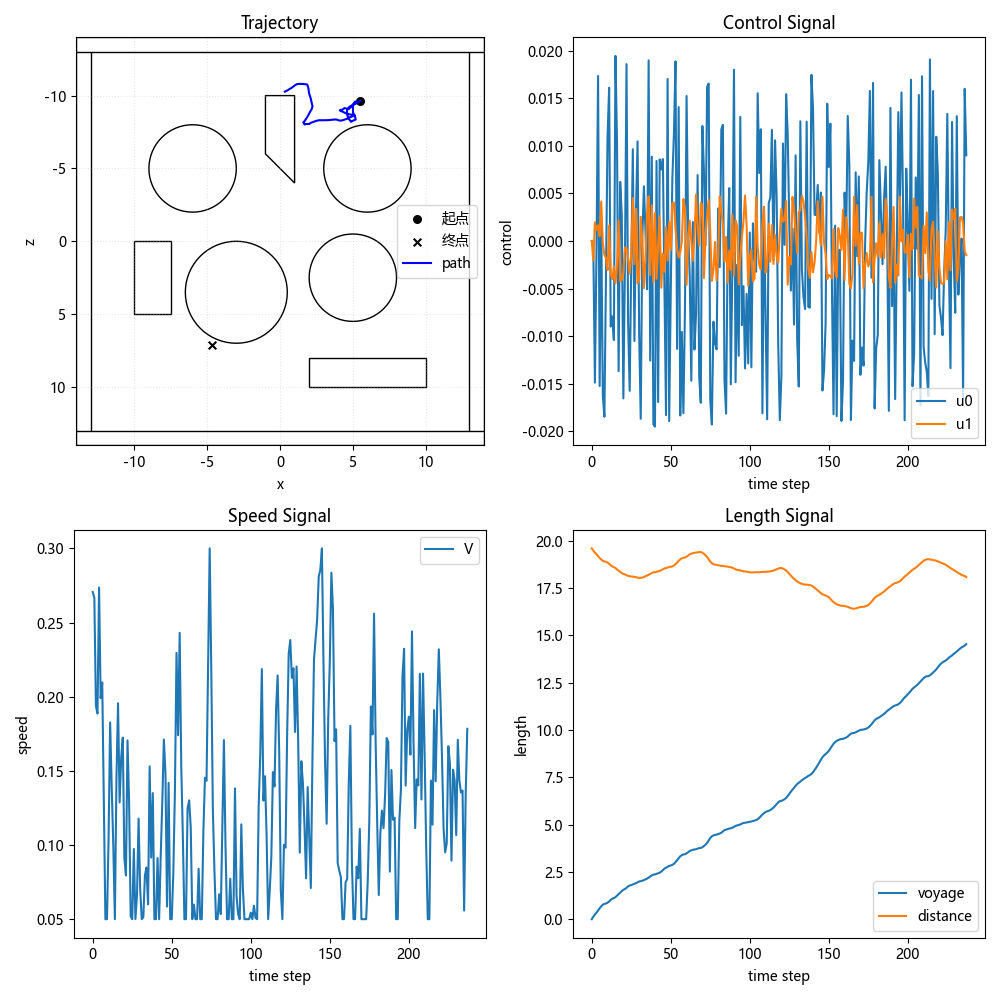 Trajectory
-10
-5
0
5
10
z
-10
-5
0
5
10
x
起点
终点
path
Control Signal
0.020
0.015
0.010
0.005
0.000
-0.005
-0.010
-0.015
-0.020
control
0
50
100
150
200
time step
u0
u1
Speed Signal
0.30
0.25
0.20
0.15
0.10
0.05
speed
0
50
100
150
200
time step
V
Length Signal
20.0
17.5
15.0
12.5
10.0
7.5
5.0
2.5
0.0
length
0
50
100
150
200
time step
voyage
distance